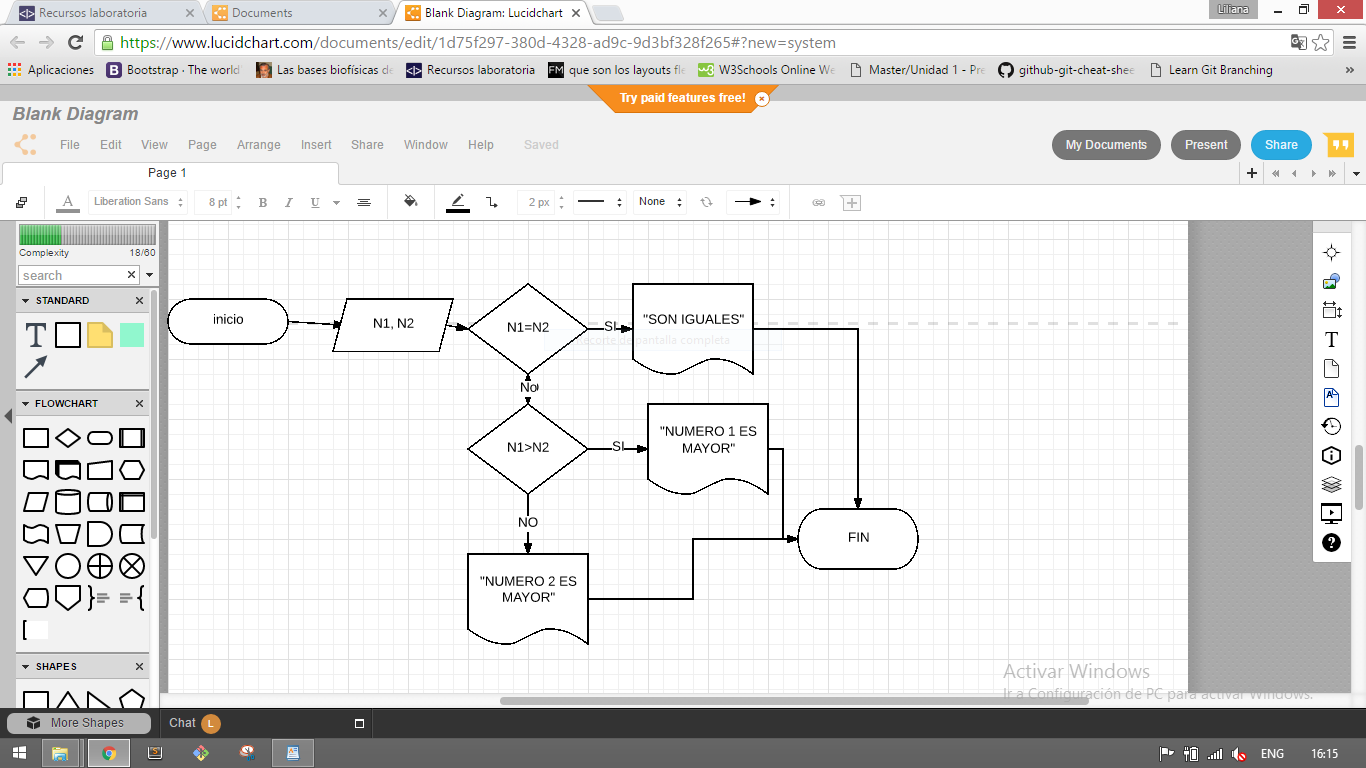 Recursos laboratoria
Documents
Blank Diagram: Lucidchart
Liliana
https://www.lucidchart.com/documents/edit/1d75f297-380d-4328-ad9c-9d3bf328f265#?new=system
Aplicaciones
Bootstrap · The world
Las bases biofísicas de
Recursos laboratoria
FM que son los layouts fle
W3Schools Online We
Master/Unidad 1 - Pre
github-git-cheat-shee
Learn Git Branching
»
Try paid features free!
Blank Diagram
File Edit View Page Arrange Insert Share Window Help Saved
My Documents Present Share
Page 1
Liberation Sans 8 pt B I U 2 px None
Complexity 18/60
search
STANDARD
T
FLOWCHART
SHAPES
inicio
N1, N2
N1=N2
SI
"SON IGUALES"
Recorte de pantalla completa
No
N1>N2
SI
"NUMERO 1 ES
MAYOR"
NO
FIN
"NUMERO 2 ES
MAYOR"
Activar Windows
Ir a Configuración de PC para activar Windows.
More Shapes
Chat L
ENG 16:15